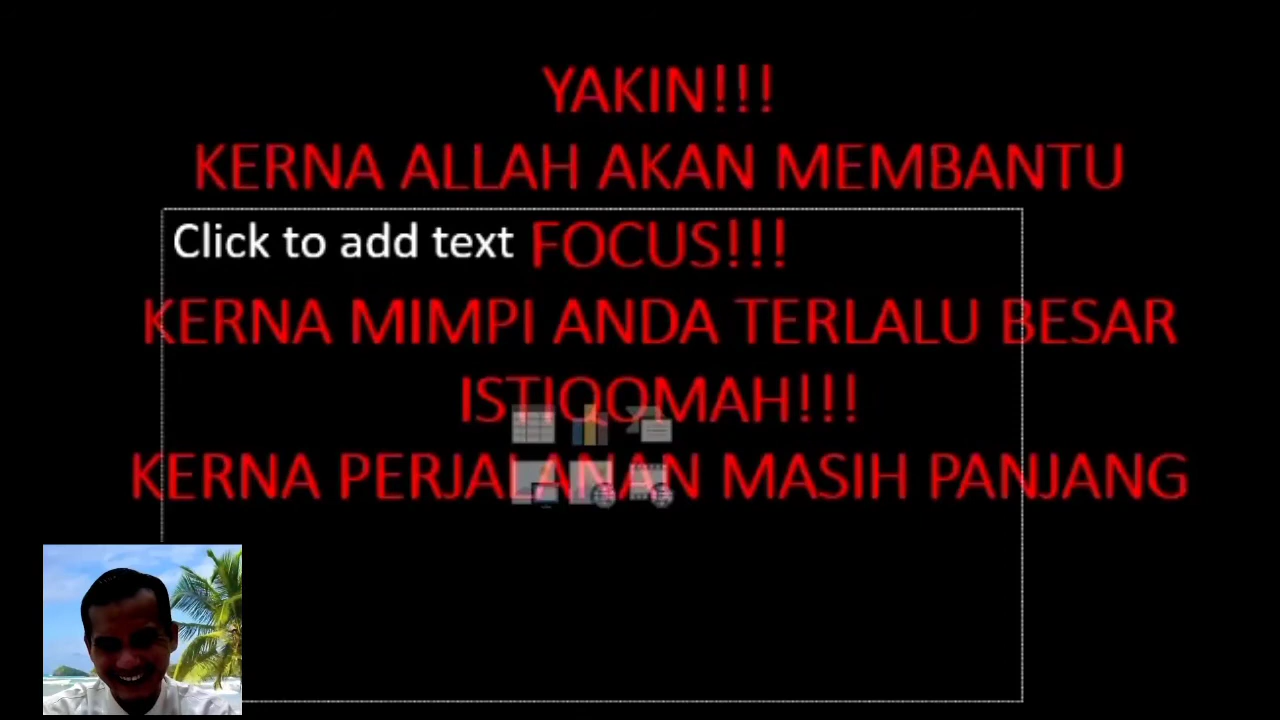 YAKIN!!!
KERNA ALLAH AKAN MEMBANTU
Click to add text
FOCUS!!!
KERNA MIMPI ANDA TERLALU BESAR
ISTIQOMAH!!!
KERNA PERJALANAN MASIH PANJANG